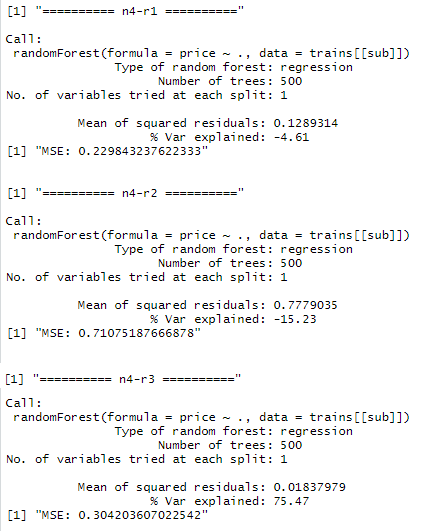 [1] "========== n4-r1 =========="
Call:
randomForest(formula = price ~ ., data = trains[[sub]])
Type of random forest: regression
Number of trees: 500
No. of variables tried at each split: 1
Mean of squared residuals: 0.1289314
% Var explained: -4.61
[1] "MSE: 0.229843237622333"
[1] "========== n4-r2 =========="
Call:
randomForest(formula = price ~ ., data = trains[[sub]])
Type of random forest: regression
Number of trees: 500
No. of variables tried at each split: 1
Mean of squared residuals: 0.7779035
% Var explained: -15.23
[1] "MSE: 0.71075187666878"
[1] "========== n4-r3 =========="
Call:
randomForest(formula = price ~ ., data = trains[[sub]])
Type of random forest: regression
Number of trees: 500
No. of variables tried at each split: 1
Mean of squared residuals: 0.01837979
% Var explained: 75.47
[1] "MSE: 0.304203607022542"